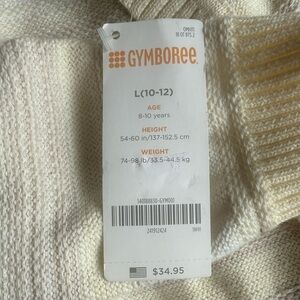 GYMBOREE
L(10-12)
AGE
8-10 years
HEIGHT
54-60 in/137-152.5 cm
WEIGHT
74-98 lb/33.5-44.5 kg
$34.95